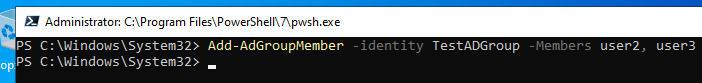 Administrator: C:\Program Files\PowerShell\7\pwsh.exe
PS C:\Windows\System32> Add-AdGroupMember -identity TestADGroup -Members user2, user3
PS C:\Windows\System32>
op